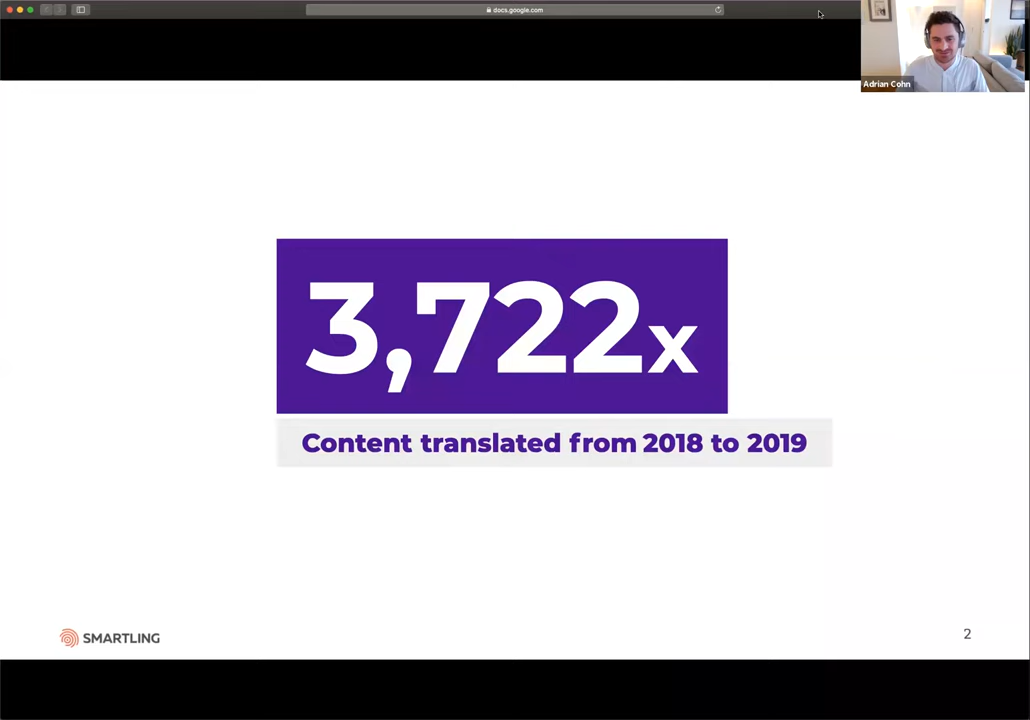 docs.google.com
Adrian Cohn
3,722x
Content translated from 2018 to 2019
SMARTLING
2